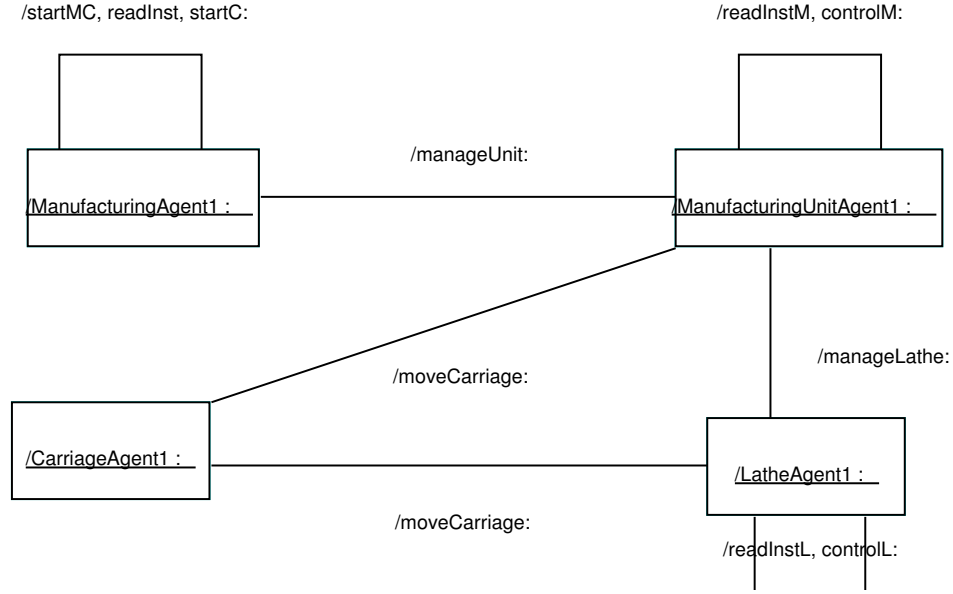 /startMC, readInst, startC:
/readInstM, controlM:
/manageUnit:
/ManufacturingAgent1 :
/ManufacturingUnitAgent1 :
/manageLathe:
/moveCarriage:
/CarriageAgent1 :
/LatheAgent1 :
/moveCarriage:
/readInstL, controlL: